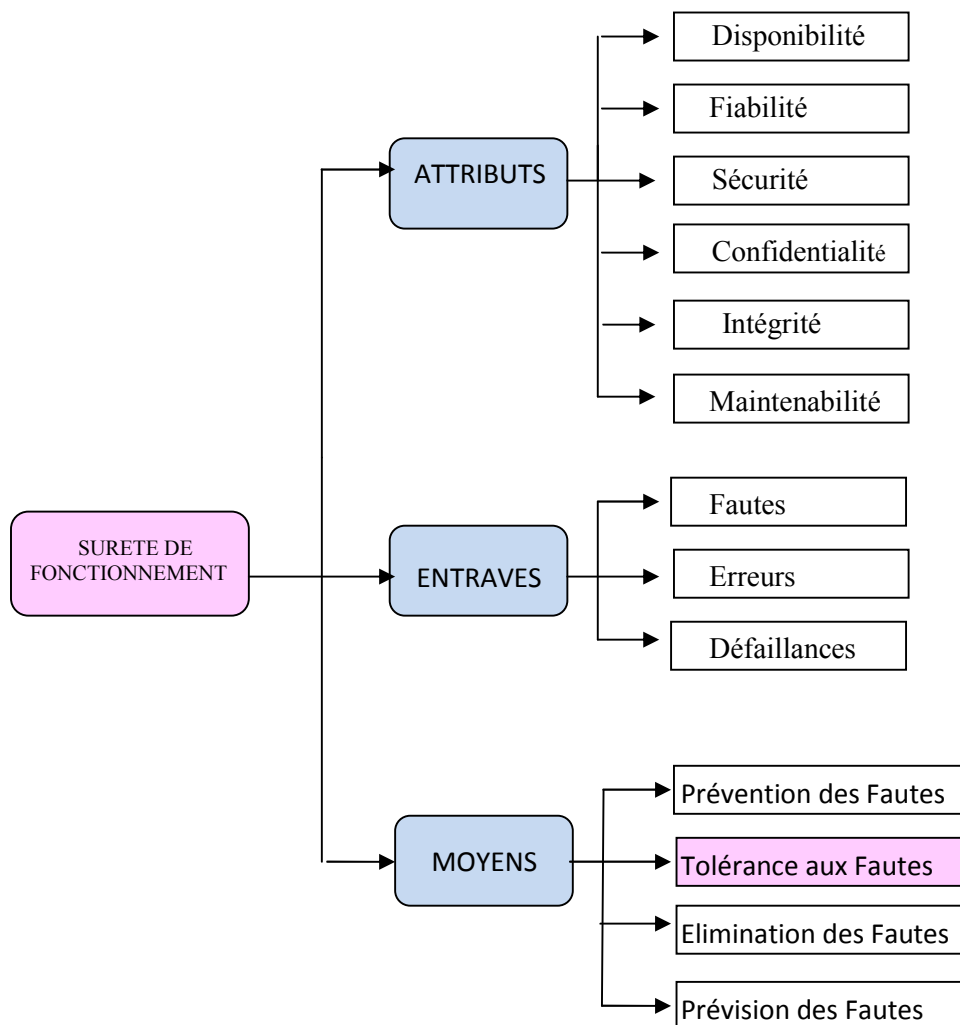 Disponibilité
Fiabilité
ATTRIBUTS
Sécurité
Confidentialité
Intégrité
Maintenabilité
SURETE DE
FONCTIONNEMENT
ENTRAVES
Fautes
Erreurs
Défaillances
MOYENS
Prévention des Fautes
Tolérance aux Fautes
Elimination des Fautes
Prévision des Fautes